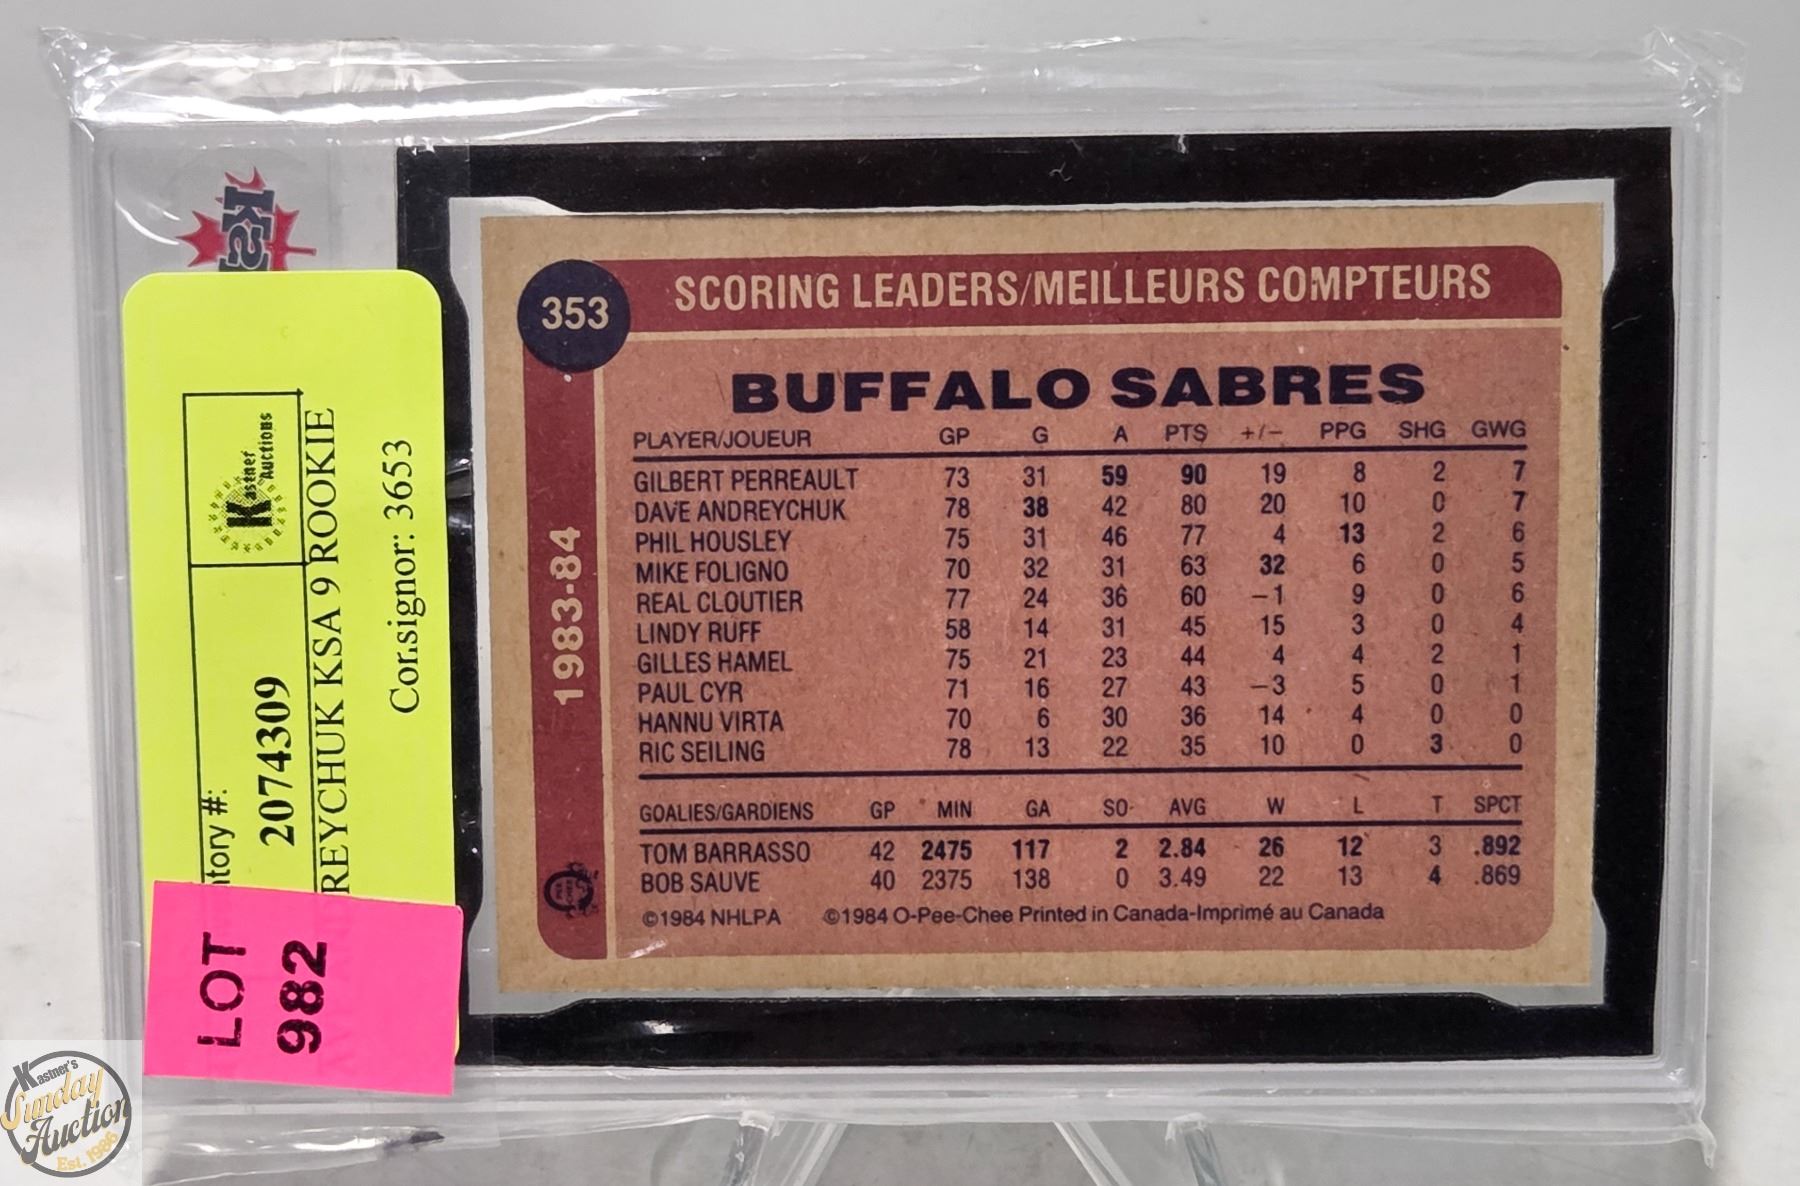 353
SCORING LEADERS/MEILLEURS COMPTEURS
1983-84
BUFFALO SABRES
PLAYER/JOUEUR GP G A PTS +/− PPG SHG GWG
GILBERT PERREAULT 73 31 59 90 19 8 2 7
DAVE ANDREYCHUK 78 38 42 80 20 10 0 7
PHIL HOUSLEY 75 31 46 77 4 13 2 6
MIKE FOLIGNO 70 32 31 63 32 6 0 5
REAL CLOUTIER 77 24 36 60 −1 9 0 6
LINDY RUFF 58 14 31 45 15 3 0 4
GILLES HAMEL 75 21 23 44 4 4 2 1
PAUL CYR 71 16 27 43 −3 5 0 1
HANNU VIRTA 70 6 30 36 14 4 0 0
RIC SEILING 78 13 22 35 10 0 3 0
GOALIES/GARDIENS GP MIN GA SO AVG W L T SPCT
TOM BARRASSO 42 2475 117 2 2.84 26 12 3 .892
BOB SAUVE 40 2375 138 0 3.49 22 13 4 .869
©1984 NHLPA ©1984 O-Pee-Chee Printed in Canada-Imprimé au Canada
Kastner
Auctions
ntory #:
2074309
REYCHUK KSA 9 ROOKIE
Consignor: 3653
LOT
982
Kastner's
Sunday
Auction
Est. 1986